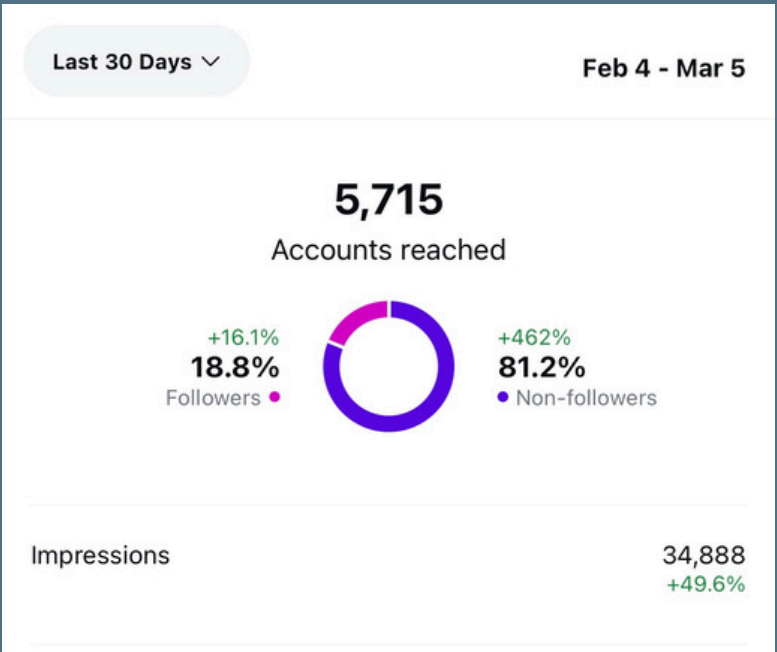 Last 30 Days
Feb 4 - Mar 5
5,715
Accounts reached
+16.1%
18.8%
Followers
+462%
81.2%
Non-followers
Impressions
34,888
+49.6%